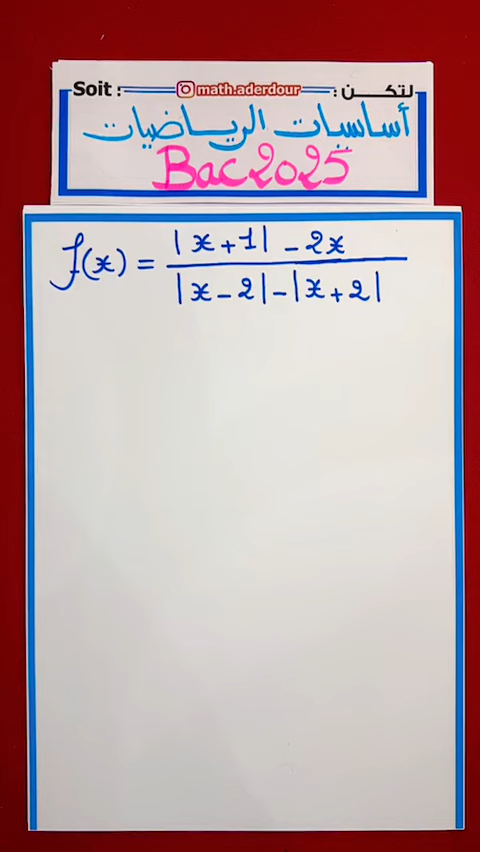 Soit : math.aderdour لتكن :
أساسيات الرياضيات
Bac2025
f(x) = |x+1| - 2x
|x-2|-|x+2|